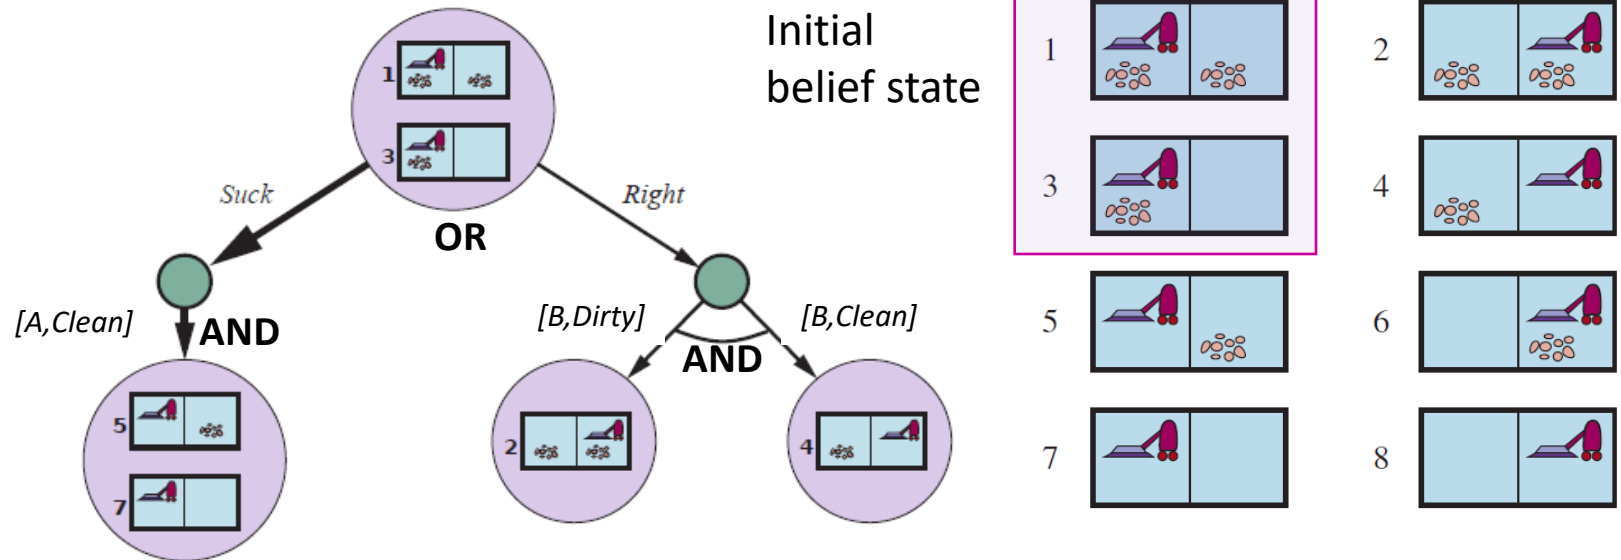 1
3
Suck
Right
OR
[A,Clean]
AND
[B,Dirty]
[B,Clean]
AND
5
7
2
4
Initial
belief state
1
2
3
4
5
6
7
8